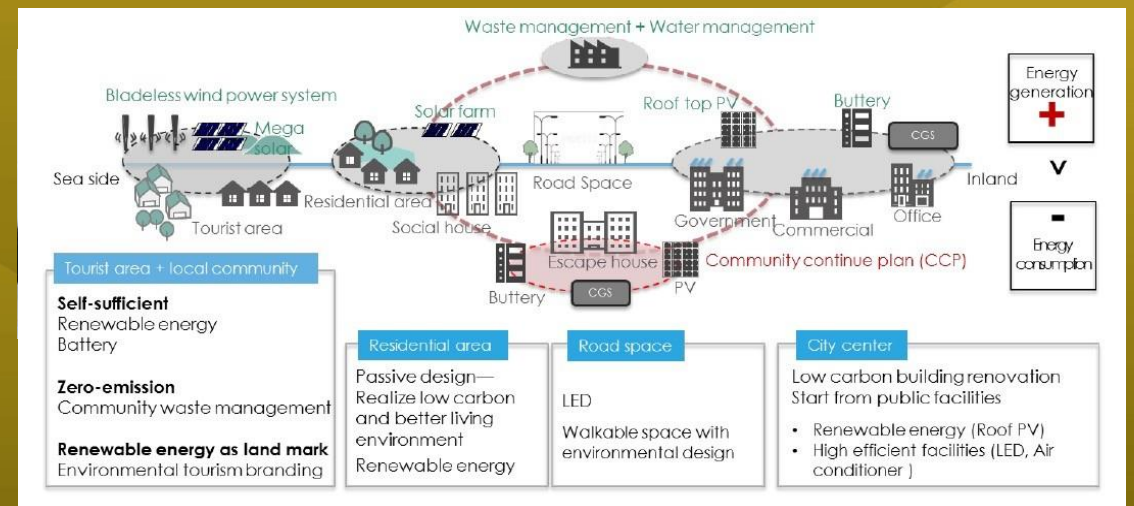 Waste management + Water management
Bladeless wind power system
Mega
solar
Solar farm
Roof top PV
Buttery
CGS
Energy
generation
+
Sea side
Tourist area
Residential area
Social house
Road Space
Government
Commercial
Office
Inland
v
-
Energy
consumption
Escape house
Buttery
CGS
PV
Community continue plan (CCP)
Tourist area + local community
Self-sufficient
Renewable energy
Battery
Zero-emission
Community waste management
Renewable energy as land mark
Environmental tourism branding
Residential area
Passive design—
Realize low carbon
and better living
environment
Renewable energy
Road space
LED
Walkable space with
environmental design
City center
Low carbon building renovation
Start from public facilities
• Renewable energy (Roof PV)
• High efficient facilities (LED, Air
conditioner )